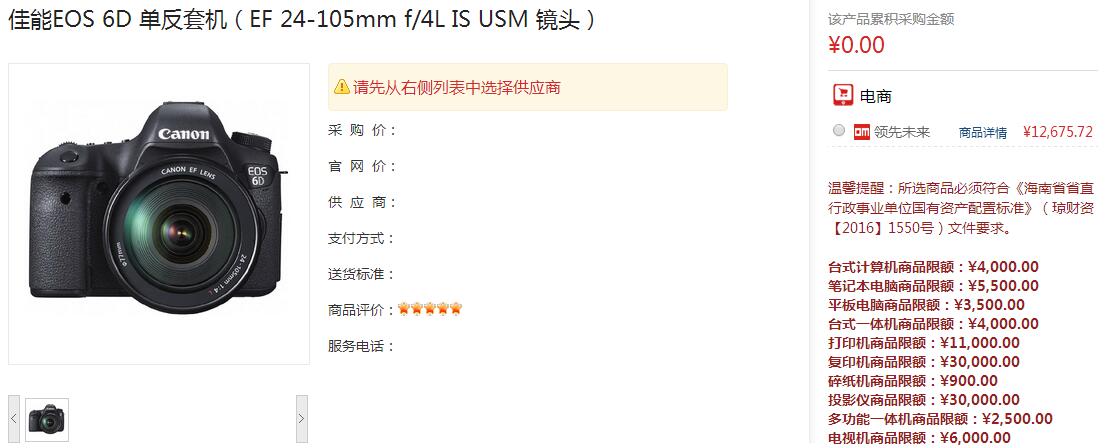 佳能EOS 6D 单反套机（EF 24-105mm f/4L IS USM 镜头）
Canon
CANON EF LENS
EOS
6D
24-105mm 1:4 L
请先从右侧列表中选择供应商
采 购 价：
官 网 价：
供 应 商：
支付方式：
送货标准：
商品评价：
服务电话：
该产品累积采购金额
¥0.00
电商
领先未来 商品详情 ¥12,675.72
温馨提醒：所选商品必须符合《海南省省直
行政事业单位国有资产配置标准》（琼财资
【2016】1550号）文件要求。
台式计算机商品限额：¥4,000.00
笔记本电脑商品限额：¥5,500.00
平板电脑商品限额：¥3,500.00
台式一体机商品限额：¥4,000.00
打印机商品限额：¥11,000.00
复印机商品限额：¥30,000.00
碎纸机商品限额：¥900.00
投影仪商品限额：¥30,000.00
多功能一体机商品限额：¥2,500.00
电视机商品限额：¥6,000.00